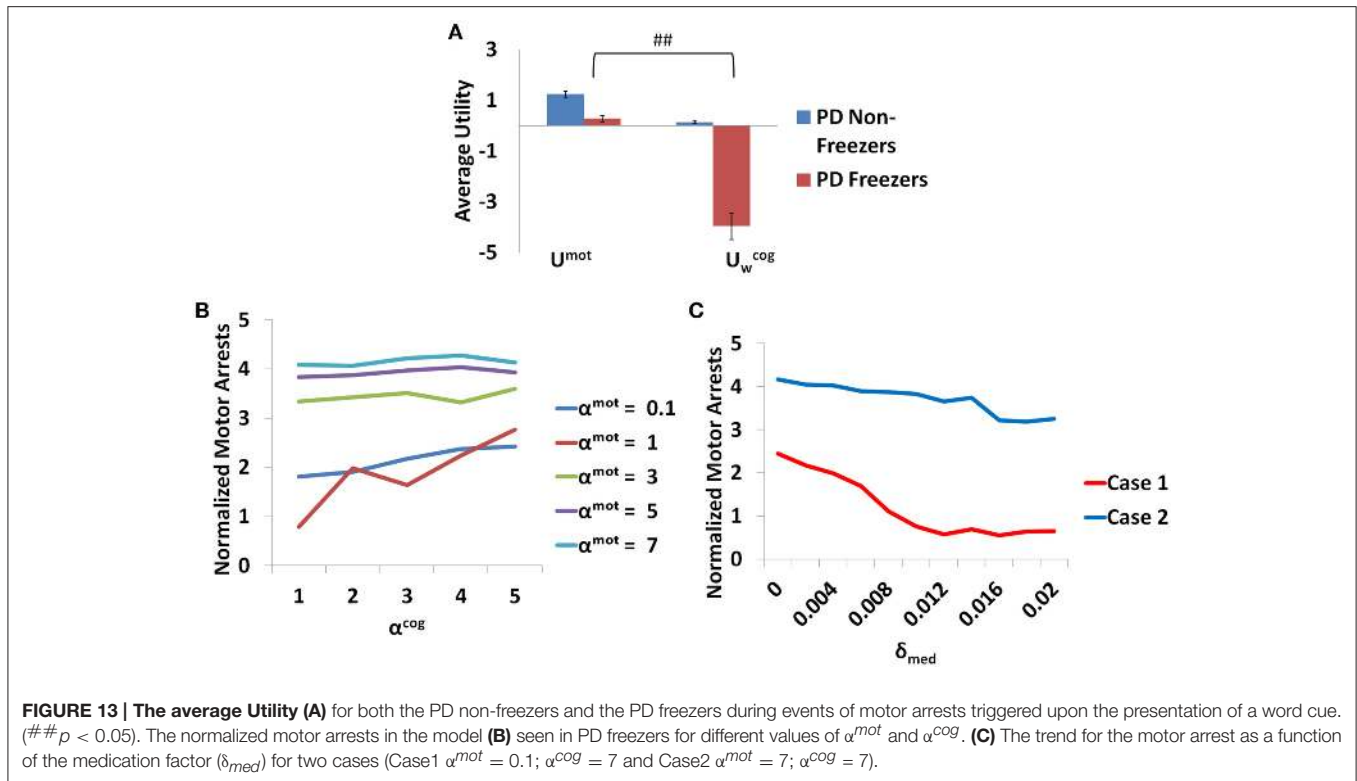 A
##
3
1
-1
-3
-5
Average Utility
U^mot
U_w^cog
PD Non-
Freezers
PD Freezers
B
Normalized Motor Arrests
5
4
3
2
1
0
1 2 3 4 5
α^cog
α^mot = 0.1
α^mot = 1
α^mot = 3
α^mot = 5
α^mot = 7
C
Normalized Motor Arrests
5
4
3
2
1
0
0 0.004 0.008 0.012 0.016 0.02
δ_med
Case 1
Case 2
FIGURE 13 | The average Utility (A) for both the PD non-freezers and the PD freezers during events of motor arrests triggered upon the presentation of a word cue.
(^##p < 0.05). The normalized motor arrests in the model (B) seen in PD freezers for different values of α^mot and α^cog. (C) The trend for the motor arrest as a function
of the medication factor (δ_med) for two cases (Case1 α^mot = 0.1; α^cog = 7 and Case2 α^mot = 7; α^cog = 7).